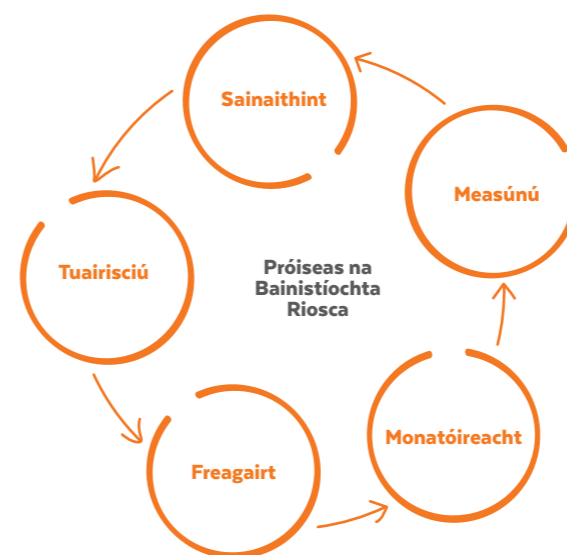 Sainaithint
Measúnú
Tuairisciú
Próiseas na
Bainistíochta
Riosca
Monatóireacht
Freagairt